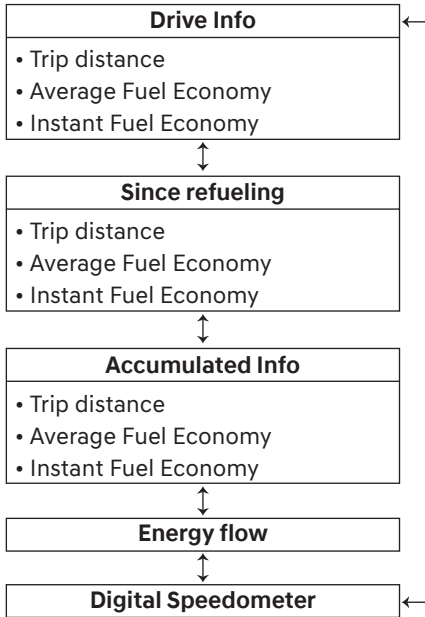 Drive Info
• Trip distance
• Average Fuel Economy
• Instant Fuel Economy
Since refueling
• Trip distance
• Average Fuel Economy
• Instant Fuel Economy
Accumulated Info
• Trip distance
• Average Fuel Economy
• Instant Fuel Economy
Energy flow
Digital Speedometer